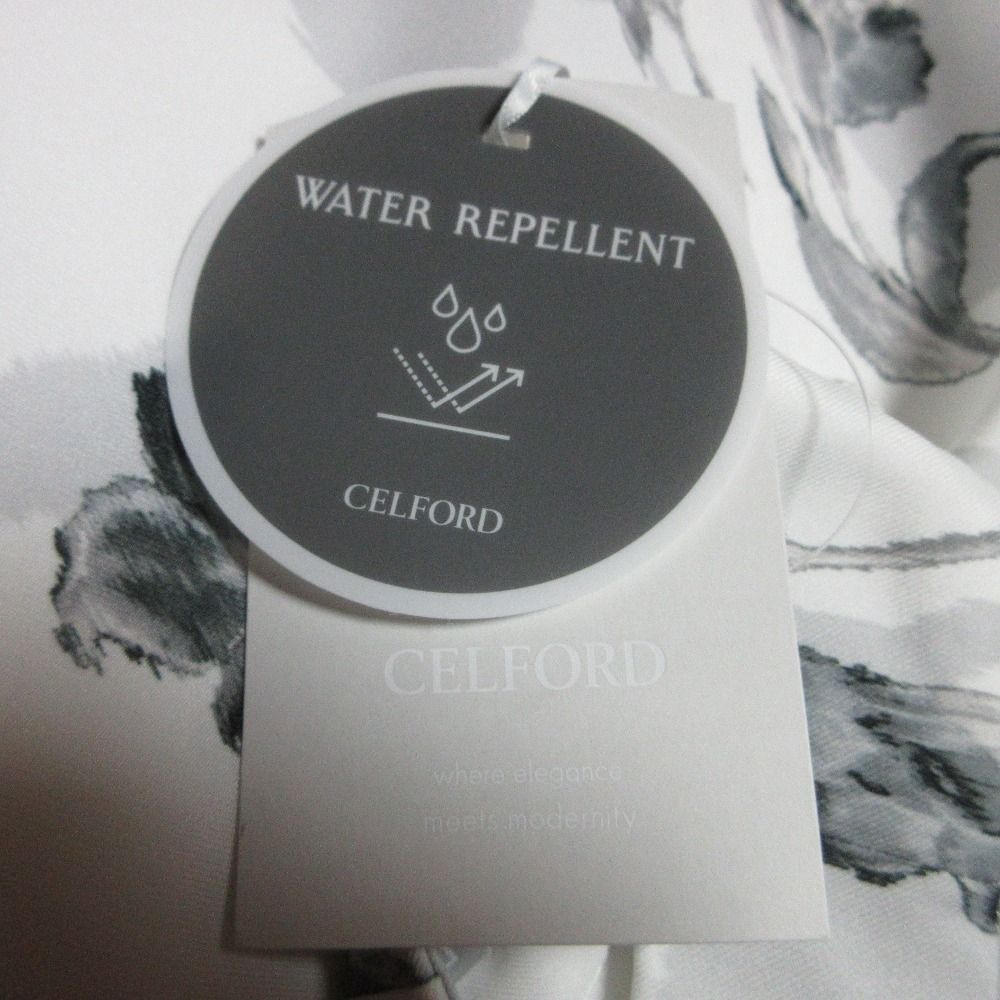 WATER REPELLENT
CELFORD
CELFORD
where elegance
meets modernity